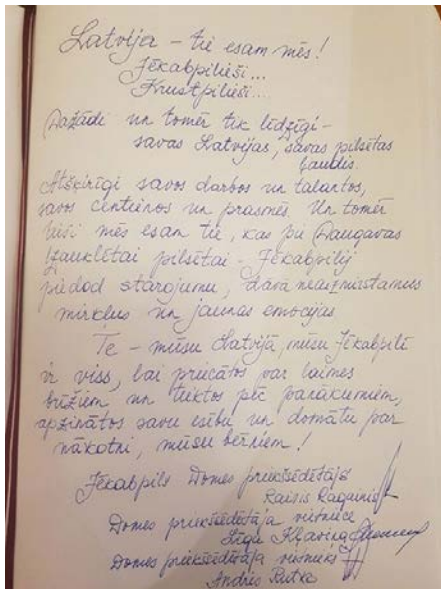 Latvija – tie esam mēs!
Jēkabpilieši...
Krustpilieši...
Dažādi un tomēr tik līdzīgi –
savas Latvijas, savas pilsētas
ļaudis.
Atšķirīgi savos darbos un talantos,
savos centienos un prasmēs. Un tomēr
visi mēs esam tie, kas pie Daugavas
izauklētai pilsētai – Jēkabpilij
piedod starojumu, dāvā neaizmirstamus
mirkļus un jaunas emocijas.
Te – mūsu Latvijā, mūsu Jēkabpilī
ir viss, lai priecātos par laimes
brīžiem un tiektos pēc panākumiem,
apzinātos savu esību un domātu par
nākotni, mūsu bērniem!
Jēkabpils Domes priekšsēdētājs
Raivis Ragainis
Domes priekšsēdētāja vietniece
Līga Kļaviņa
Domes priekšsēdētāja vietnieks
Andris Rutka